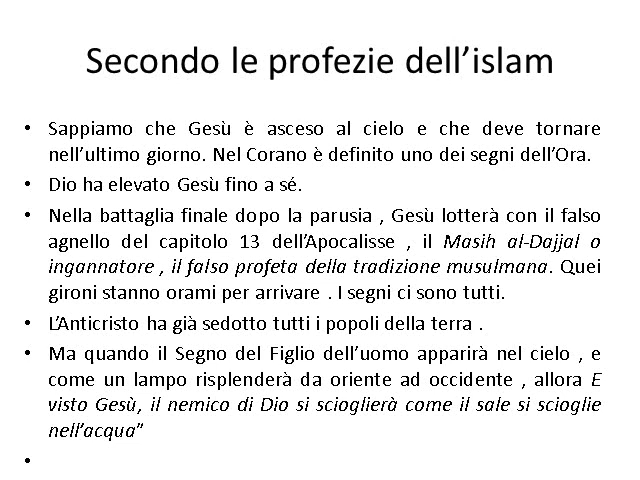 Secondo le profezie dell’islam
• Sappiamo che Gesù è asceso al cielo e che deve tornare
nell’ultimo giorno. Nel Corano è definito uno dei segni dell’Ora.
• Dio ha elevato Gesù fino a sé.
• Nella battaglia finale dopo la parusia , Gesù lotterà con il falso
agnello del capitolo 13 dell’Apocalisse , il Masih al-Dajjal o
ingannatore , il falso profeta della tradizione musulmana. Quei
gironi stanno orami per arrivare . I segni ci sono tutti.
• L’Anticristo ha già sedotto tutti i popoli della terra .
• Ma quando il Segno del Figlio dell’uomo apparirà nel cielo , e
come un lampo risplenderà da oriente ad occidente , allora E
visto Gesù, il nemico di Dio si scioglierà come il sale si scioglie
nell’acqua"
•